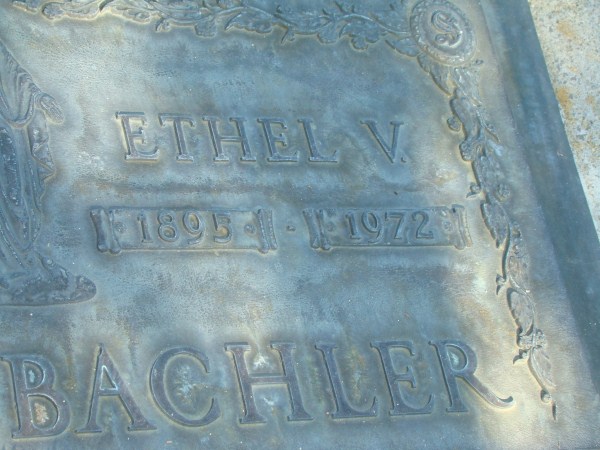 ETHEL V.
1895 - 1972
BACHLER